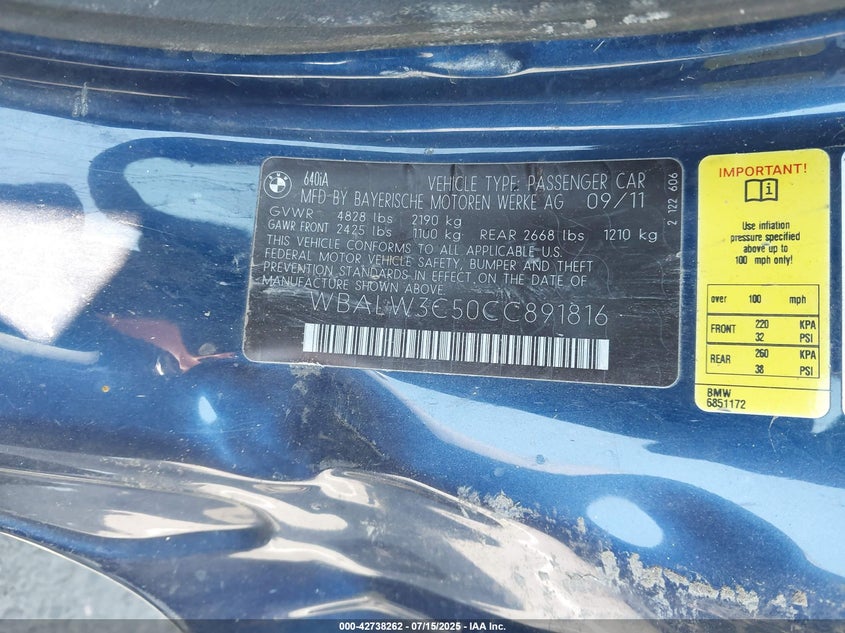 640iA
VEHICLE TYPE: PASSENGER CAR
MFD-BY BAYERISCHE MOTOREN WERKE AG 09/11
GVWR - 4828 lbs 2190 kg
GAWR FRONT 2425 lbs 1100 kg REAR 2668 lbs 1210 kg
THIS VEHICLE CONFORMS TO ALL APPLICABLE U.S.
FEDERAL MOTOR VEHICLE SAFETY, BUMPER AND THEFT
PREVENTION STANDARDS IN EFFECT ON THE DATE OF
MANUFACTURE SHOWN ABOVE.
WBALW3C50CC891816
2 122 606
IMPORTANT!
Use inflation
pressure specified
above up to
100 mph only!
over 100 mph
FRONT 220 KPA
32 PSI
REAR 260 KPA
38 PSI
BMW
6851172
000-42738262 - 07/15/2025 - IAA Inc.